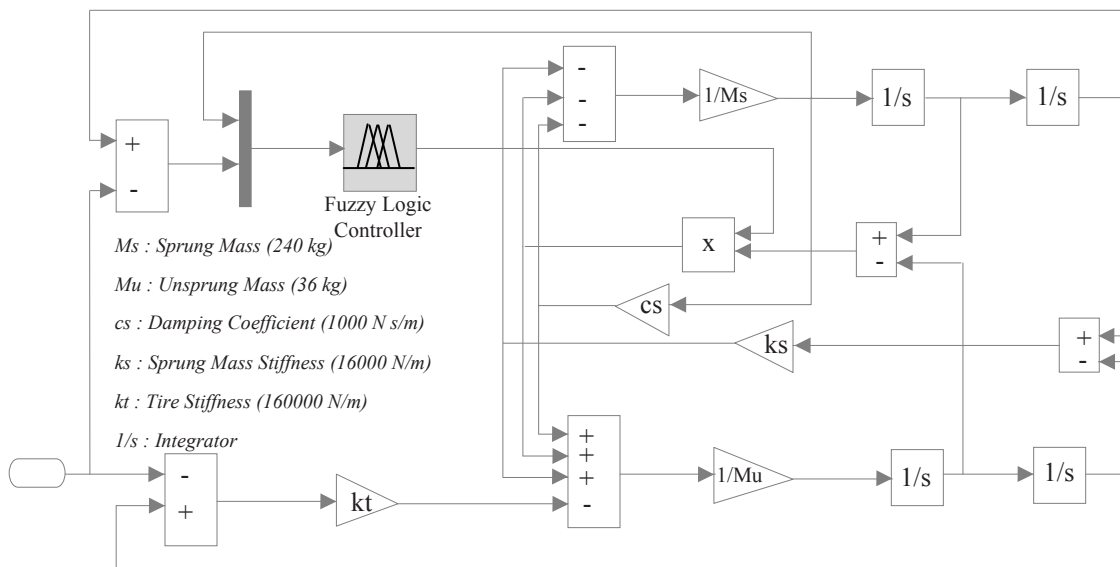 -
-
-
1/Ms
1/s
1/s
+
-
Fuzzy Logic
Controller
Ms : Sprung Mass (240 kg)
Mu : Unsprung Mass (36 kg)
cs : Damping Coefficient (1000 N s/m)
ks : Sprung Mass Stiffness (16000 N/m)
kt : Tire Stiffness (160000 N/m)
1/s : Integrator
x
+
-
cs
ks
+
-
+
+
+
-
1/Mu
1/s
1/s
-
+
kt